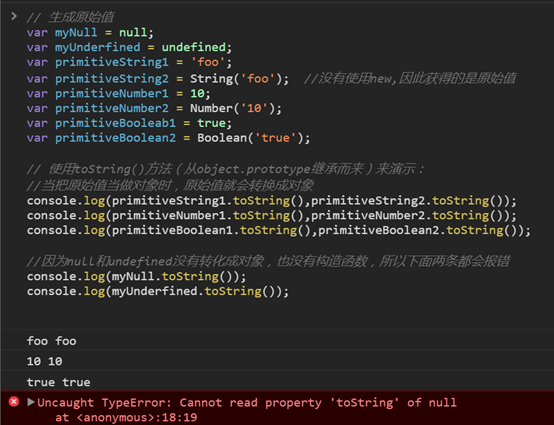 // 生成原始值
var myNull = null;
var myUnderfined = undefined;
var primitiveString1 = 'foo';
var primitiveString2 = String('foo');  //没有使用new,因此获得的是原始值
var primitiveNumber1 = 10;
var primitiveNumber2 = Number('10');
var primitiveBooleab1 = true;
var primitiveBoolean2 = Boolean('true');
// 使用toString()方法（从object.prototype继承而来）来演示：
//当把原始值当做对象时，原始值就会转换成对象
console.log(primitiveString1.toString(),primitiveString2.toString());
console.log(primitiveNumber1.toString(),primitiveNumber2.toString());
console.log(primitiveBoolean1.toString(),primitiveBoolean2.toString());
//因为null和undefined没有转化成对象，也没有构造函数，所以下面两条都会报错
console.log(myNull.toString());
console.log(myUnderfined.toString());
foo foo
10 10
true true
Uncaught TypeError: Cannot read property 'toString' of null
at <anonymous>:18:19